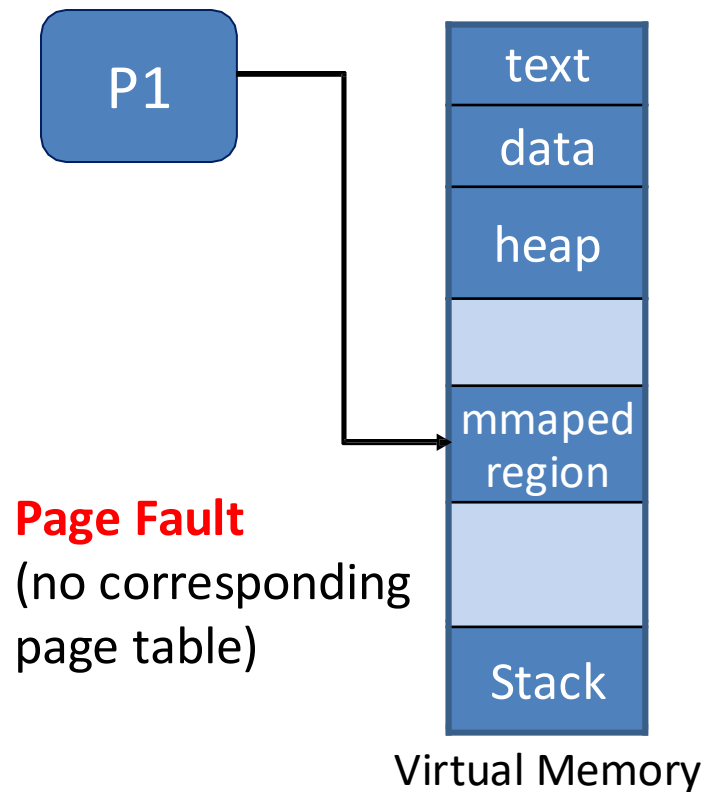 P1
text
data
heap
mmaped
region
Page Fault
(no corresponding
page table)
Stack
Virtual Memory